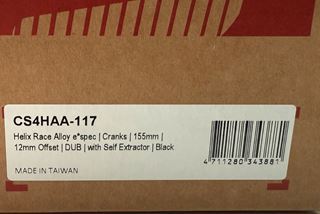 CS4HAA-117
Helix Race Alloy e*spec | Cranks | 155mm |
12mm Offset | DUB | with Self Extractor | Black
4 711280 343881
MADE IN TAIWAN